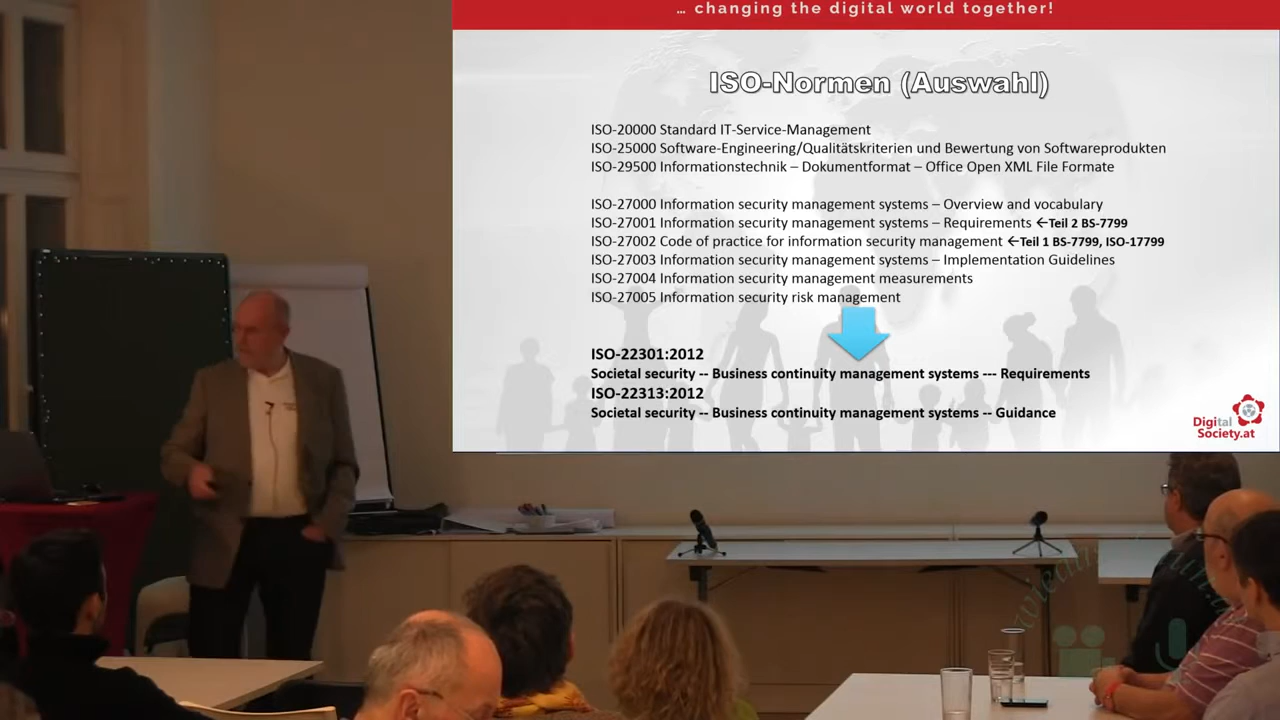 … changing the digital world together!
ISO-Normen (Auswahl)
ISO-20000 Standard IT-Service-Management
ISO-25000 Software-Engineering/Qualitätskriterien und Bewertung von Softwareprodukten
ISO-29500 Informationstechnik – Dokumentformat – Office Open XML File Formate
ISO-27000 Information security management systems – Overview and vocabulary
ISO-27001 Information security management systems – Requirements ←Teil 2 BS-7799
ISO-27002 Code of practice for information security management ←Teil 1 BS-7799, ISO-17799
ISO-27003 Information security management systems – Implementation Guidelines
ISO-27004 Information security management measurements
ISO-27005 Information security risk management
ISO-22301:2012
Societal security -- Business continuity management systems --- Requirements
ISO-22313:2012
Societal security -- Business continuity management systems -- Guidance
Digital
Society.at